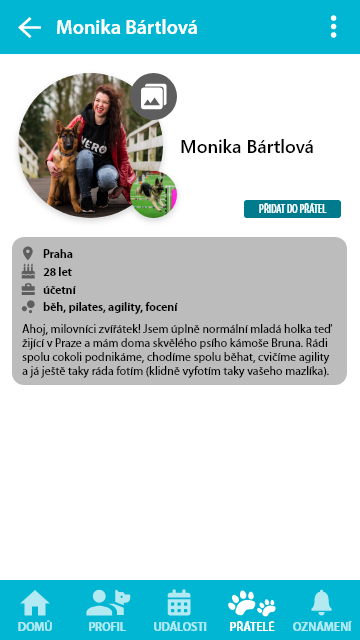 Monika Bártlová
Monika Bártlová
PŘIDAT DO PŘÁTEL
Praha
28 let
účetní
běh, pilates, agility, focení
Ahoj, milovníci zvířátek! Jsem úplně normální mladá holka teď
žijící v Praze a mám doma skvělého psího kámoše Bruna. Rádi
spolu cokoli podnikáme, chodíme spolu běhat, cvičíme agility
a já ještě taky ráda fotím (klidně vyfotím taky vašeho mazlíka).
DOMŮ PROFIL UDÁLOSTI PŘÁTELÉ OZNÁMENÍ